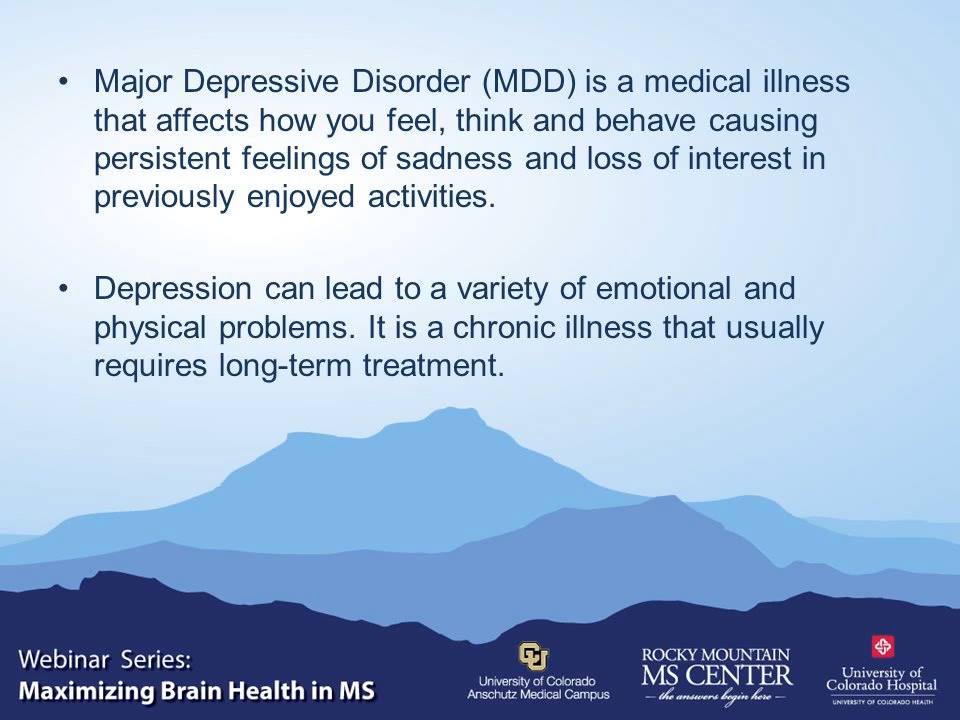 • Major Depressive Disorder (MDD) is a medical illness
that affects how you feel, think and behave causing
persistent feelings of sadness and loss of interest in
previously enjoyed activities.
• Depression can lead to a variety of emotional and
physical problems. It is a chronic illness that usually
requires long-term treatment.
Webinar Series:
Maximizing Brain Health in MS
CU
University of Colorado
Anschutz Medical Campus
ROCKY MOUNTAIN
MS CENTER
the answers begin here
University of
Colorado Hospital
UNIVERSITY OF COLORADO HEALTH